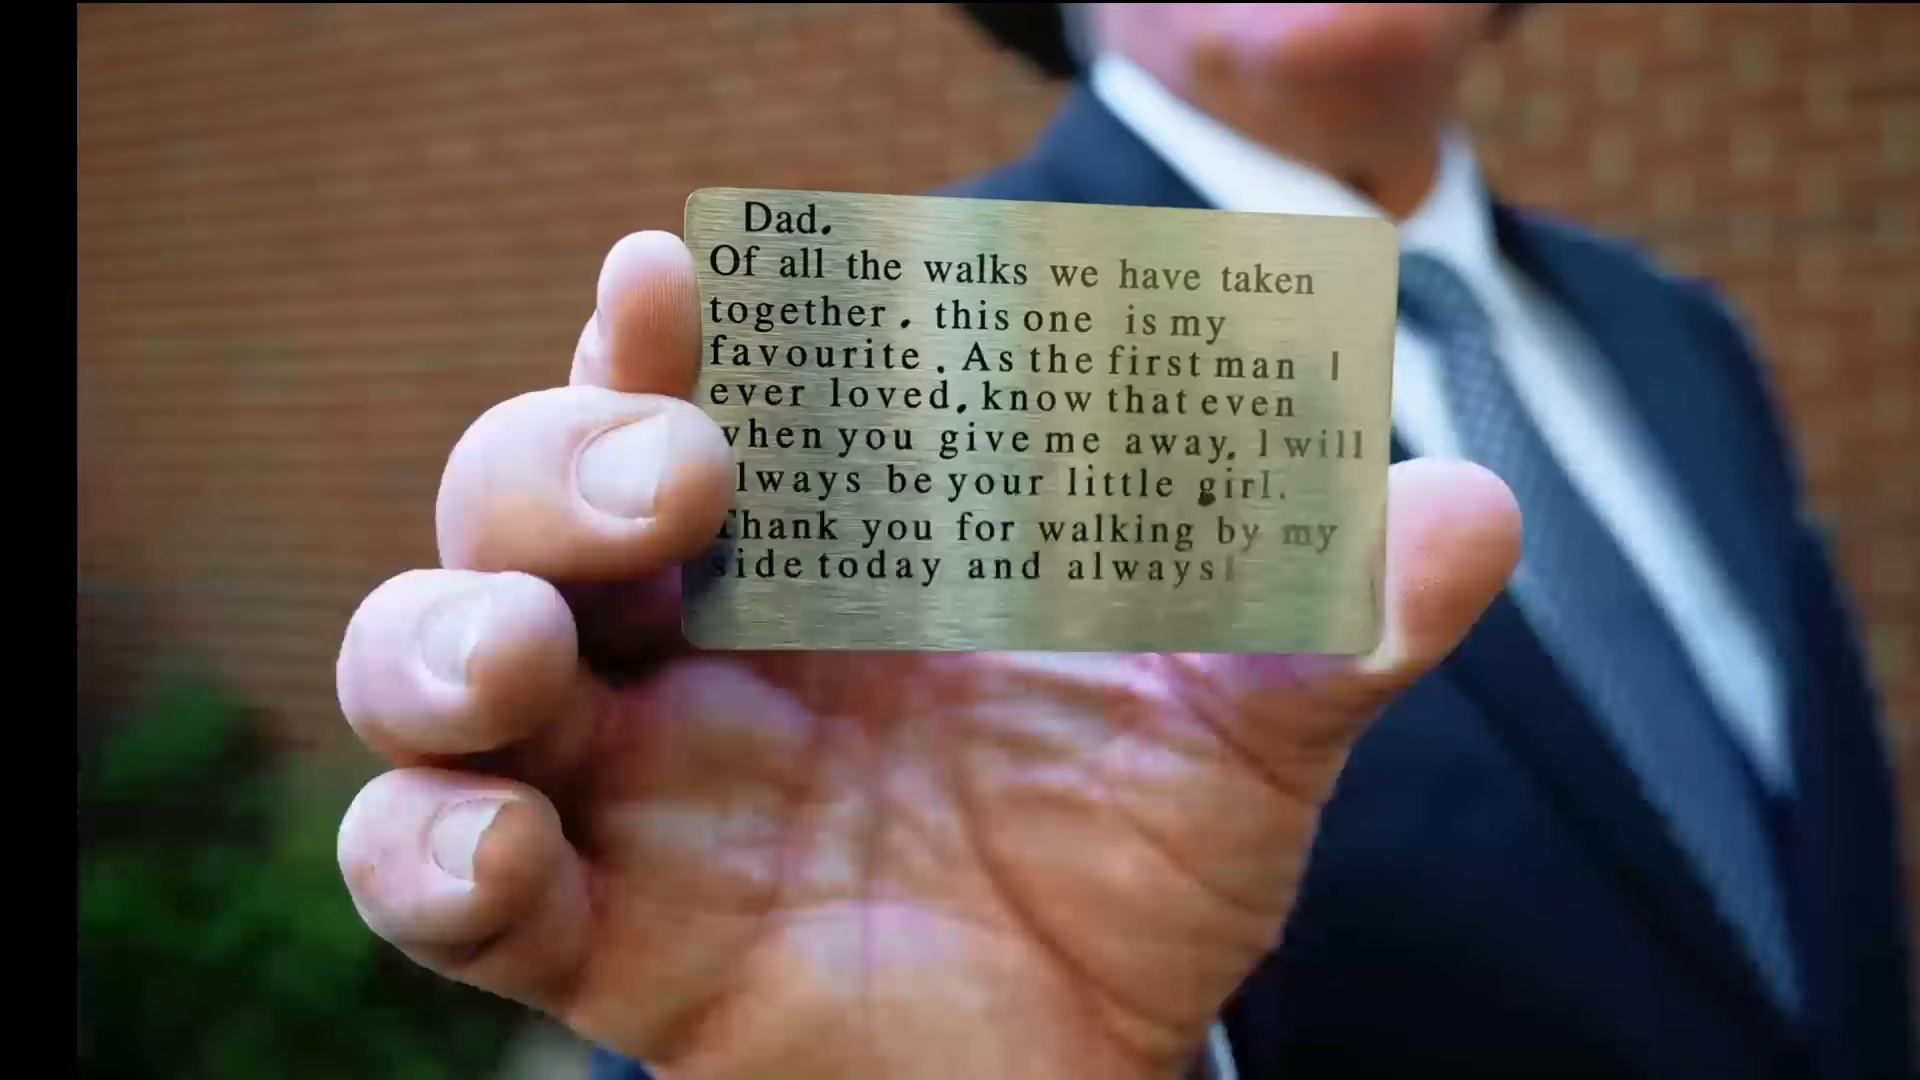 Dad.
Of all the walks we have taken
together. this one is my
favourite. As the first man I
ever loved, know that even
when you give me away, I will
always be your little girl.
Thank you for walking by my
side today and always!